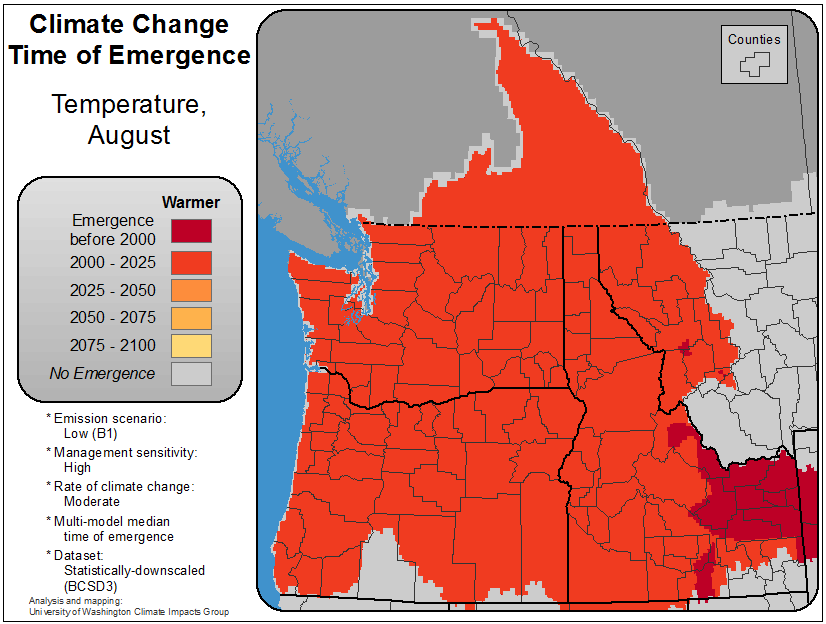 Climate Change
Time of Emergence
Temperature,
August
Warmer
Emergence
before 2000
2000 - 2025
2025 - 2050
2050 - 2075
2075 - 2100
No Emergence
* Emission scenario:
Low (B1)
* Management sensitivity:
High
* Rate of climate change:
Moderate
* Multi-model median
time of emergence
* Dataset:
Statistically-downscaled
(BCSD3)
Analysis and mapping:
University of Washington Climate Impacts Group
Counties